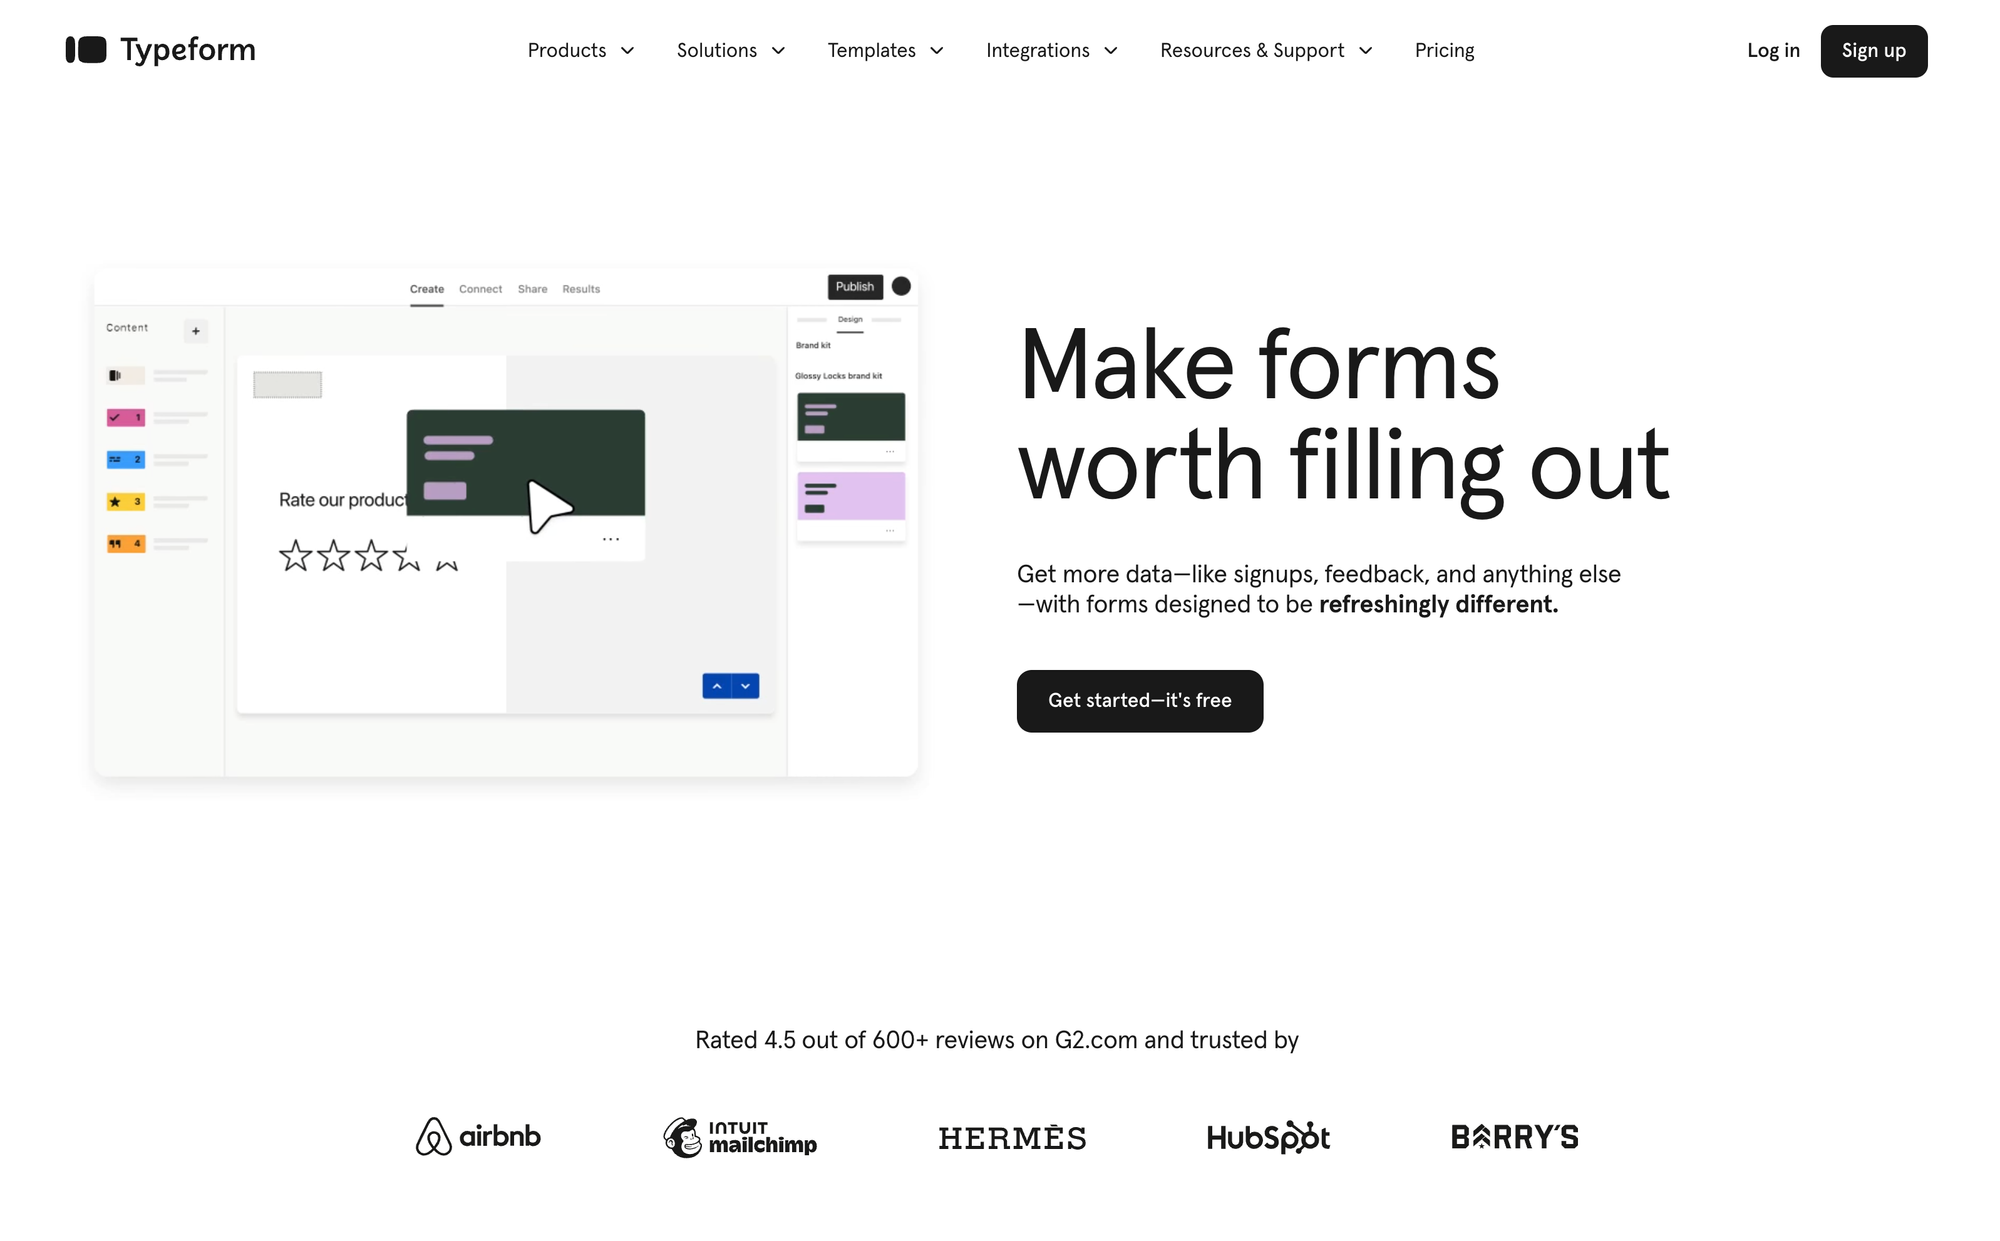 Typeform
Products
Solutions
Templates
Integrations
Resources & Support
Pricing
Log in
Sign up
Create
Connect
Share
Results
Publish
Content
+
1
2
3
4
Rate our product
...
Design
Brand kit
Glossy Locks brand kit
...
...
Make forms
worth filling out
Get more data—like signups, feedback, and anything else
—with forms designed to be refreshingly different.
Get started—it's free
Rated 4.5 out of 600+ reviews on G2.com and trusted by
airbnb
INTUIT
mailchimp
HERMĒS
HubSpot
BARRY'S